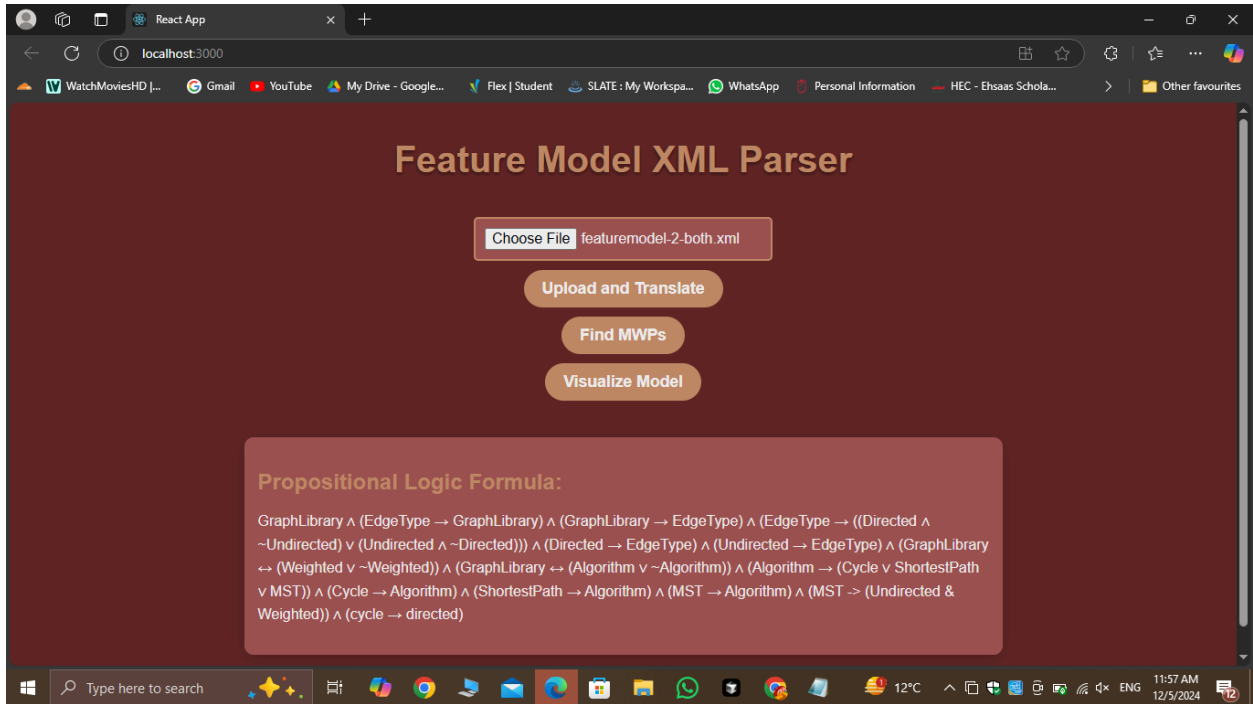 React App
localhost:3000
WatchMoviesHD |...
Gmail
YouTube
My Drive - Google...
Flex | Student
SLATE : My Workspa...
WhatsApp
Personal Information
HEC - Ehsaas Schola...
Other favourites
Feature Model XML Parser
Choose File featuremodel-2-both.xml
Upload and Translate
Find MWPs
Visualize Model
Propositional Logic Formula:
GraphLibrary ∧ (EdgeType → GraphLibrary) ∧ (GraphLibrary → EdgeType) ∧ (EdgeType → ((Directed ∧
~Undirected) ∨ (Undirected ∧ ~Directed))) ∧ (Directed → EdgeType) ∧ (Undirected → EdgeType) ∧ (GraphLibrary
↔ (Weighted ∨ ~Weighted)) ∧ (GraphLibrary ↔ (Algorithm ∨ ~Algorithm)) ∧ (Algorithm → (Cycle ∨ ShortestPath
∨ MST)) ∧ (Cycle → Algorithm) ∧ (ShortestPath → Algorithm) ∧ (MST → Algorithm) ∧ (MST -> (Undirected &
Weighted)) ∧ (cycle → directed)
Type here to search
12°C
ENG
11:57 AM
12/5/2024
12